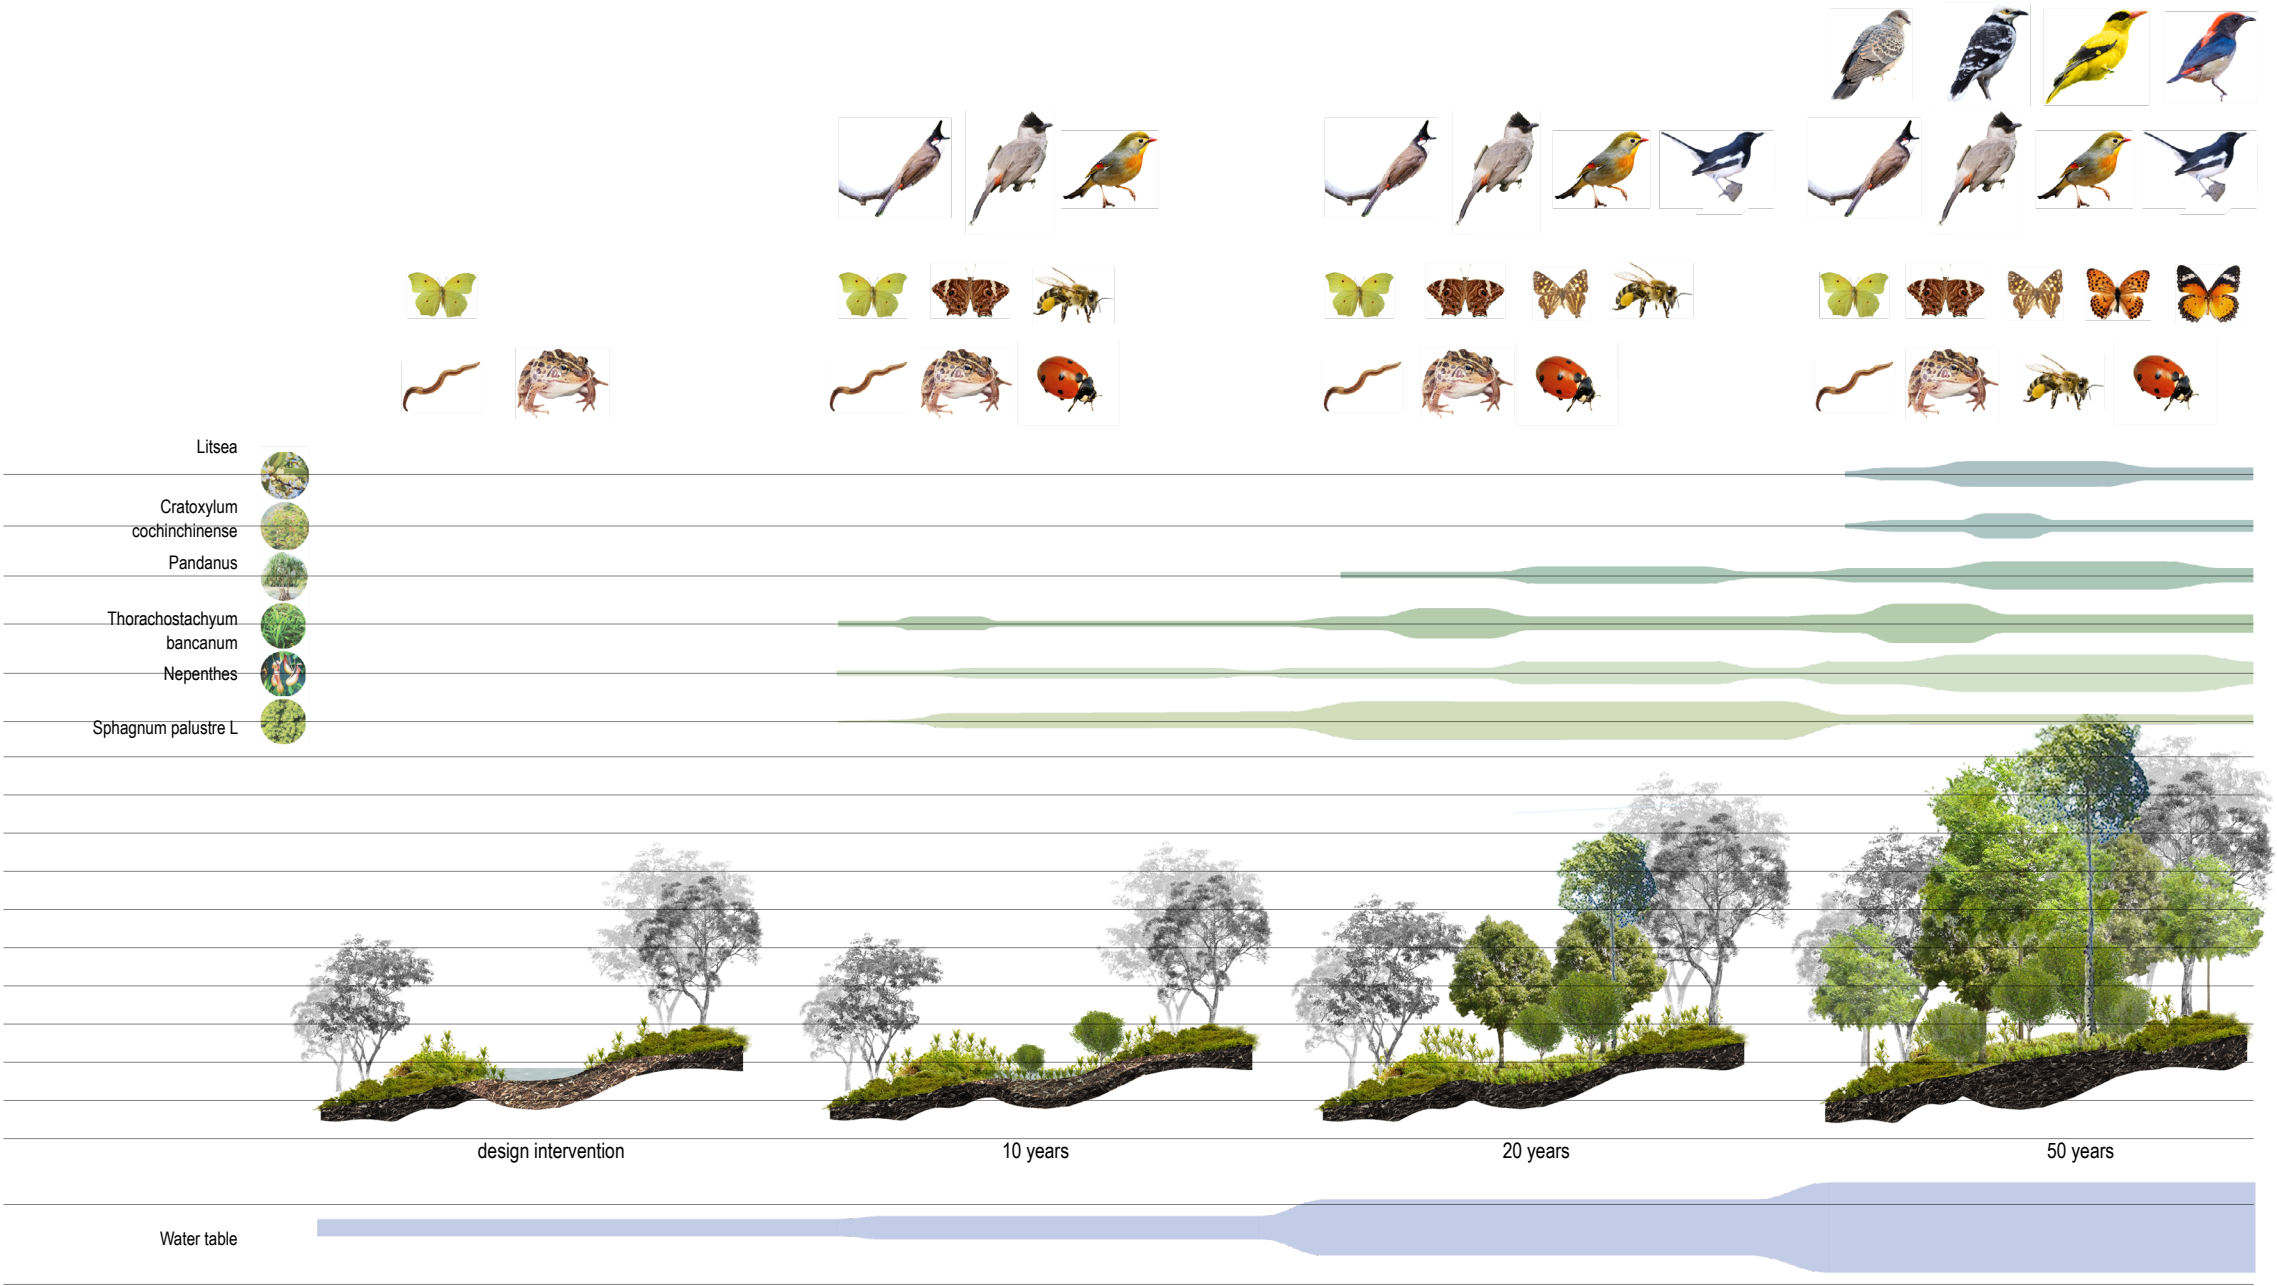 Litsea
Cratoxylum
cochinchinense
Pandanus
Thorachostachyum
bancanum
Nepenthes
Sphagnum palustre L
design intervention
10 years
20 years
50 years
Water table